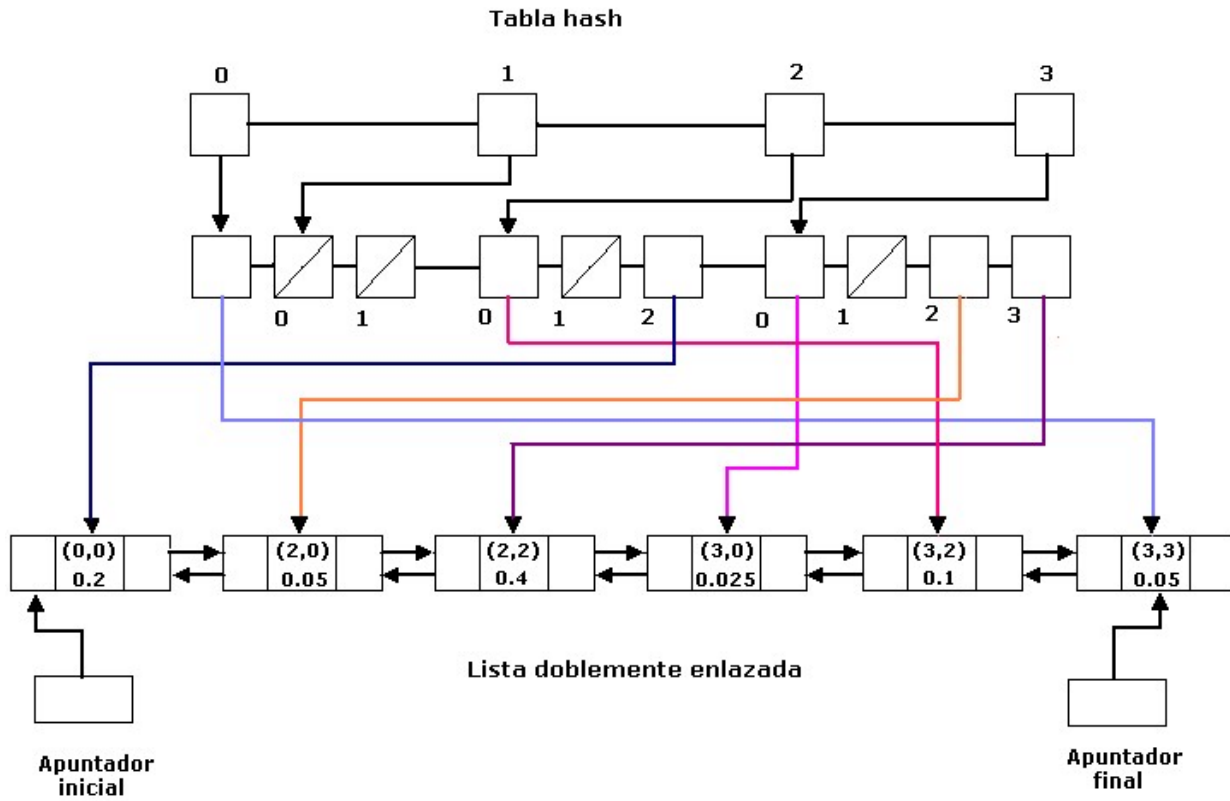 Tabla hash
0 1 2 3
0 1 0 1 2 0 1 2 3
(0,0) (2,0) (2,2) (3,0) (3,2) (3,3)
0.2 0.05 0.4 0.025 0.1 0.05
Lista doblemente enlazada
Apuntador
inicial
Apuntador
final